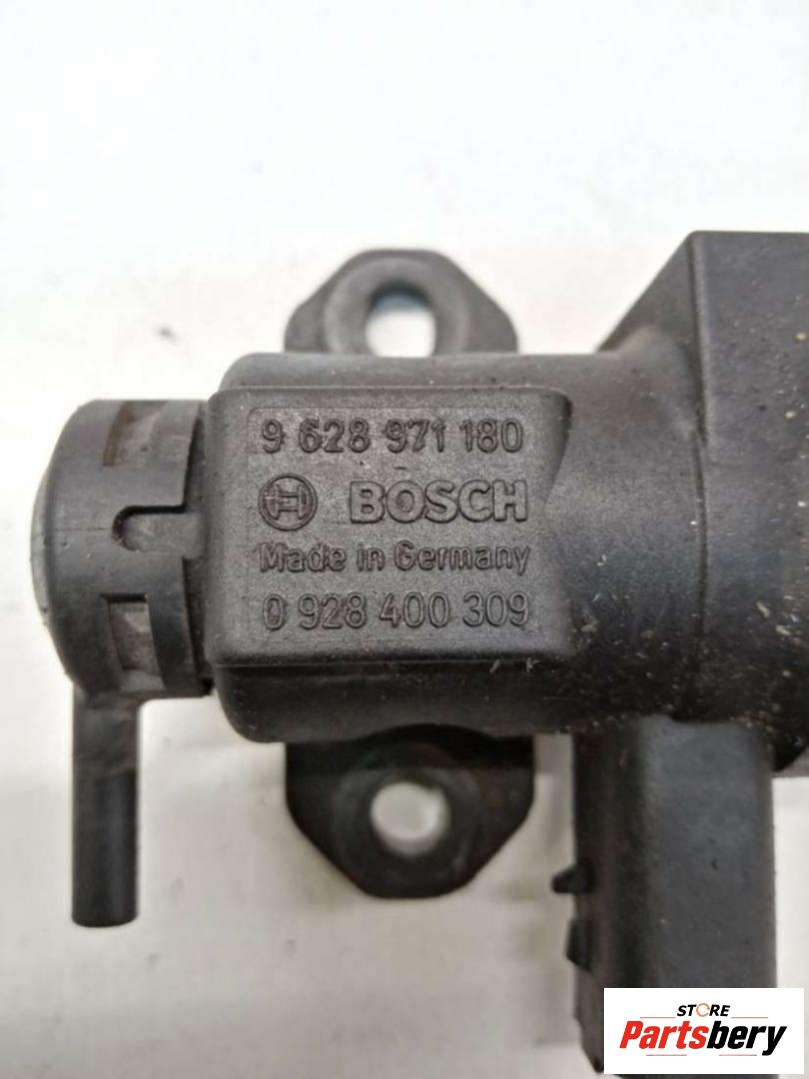 9 628 971 180
BOSCH
Made in Germany
0 928 400 309
STORE
Partsbery